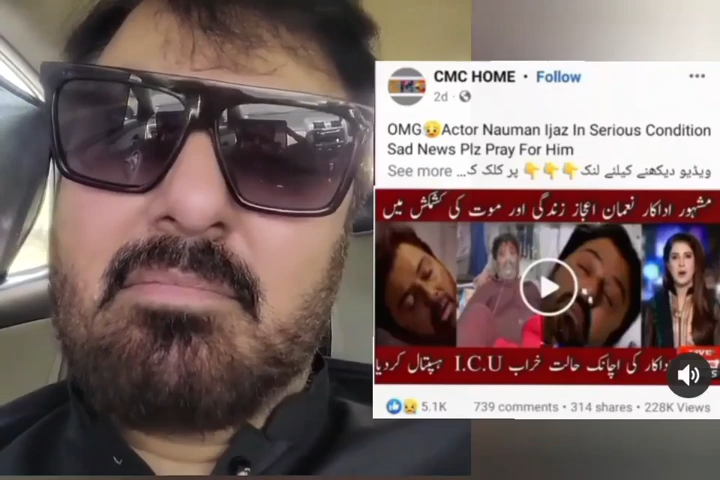 CMC HOME · Follow
2d ·
OMG😥Actor Nauman Ijaz In Serious Condition
Sad News Plz Pray For Him
See more ...ویڈیو دیکھنے کیلئے لنک👇👇👇 پر کلک ک
مشہور اداکار نعمان اعجاز زندگی اور موت کی کشمکش میں
اداکار کی اچانک حالت خراب I.C.U ہسپتال کردیا
5.1K 739 comments • 314 shares • 228K Views